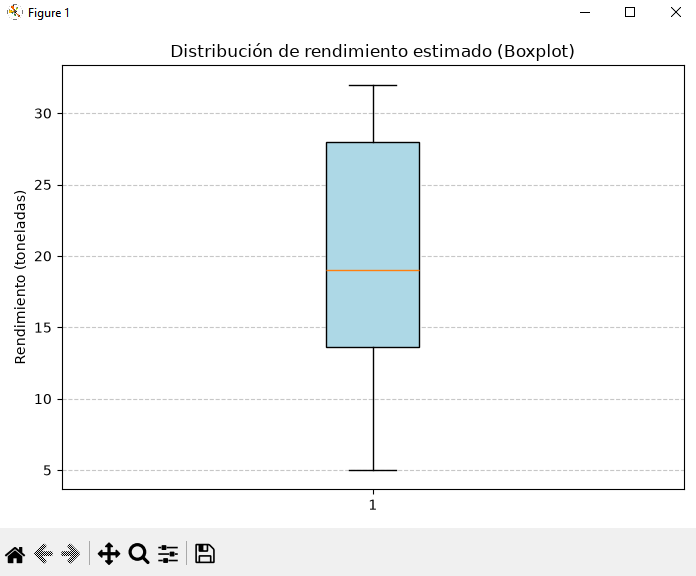 Figure 1
Distribución de rendimiento estimado (Boxplot)
Rendimiento (toneladas)
30
25
20
15
10
5
1